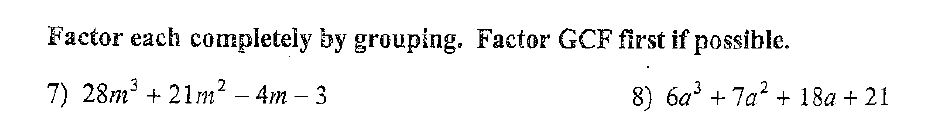 Factor each completely by grouping. Factor GCF first if possible.
7) 28m³ + 21m² – 4m – 3 8) 6a³ + 7a² + 18a + 21